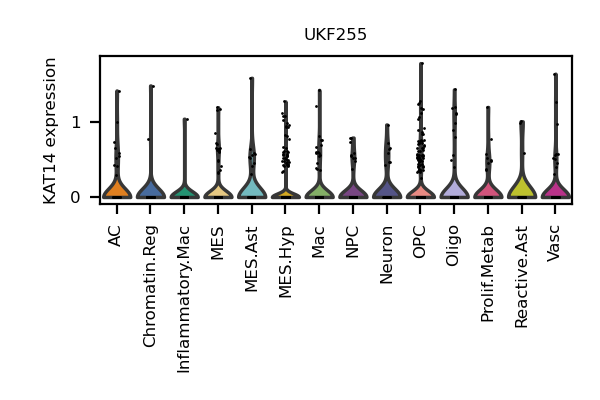 UKF255
KAT14 expression
1
0
AC
Chromatin.Reg
Inflammatory.Mac
MES
MES.Ast
MES.Hyp
Mac
NPC
Neuron
OPC
Oligo
Prolif.Metab
Reactive.Ast
Vasc